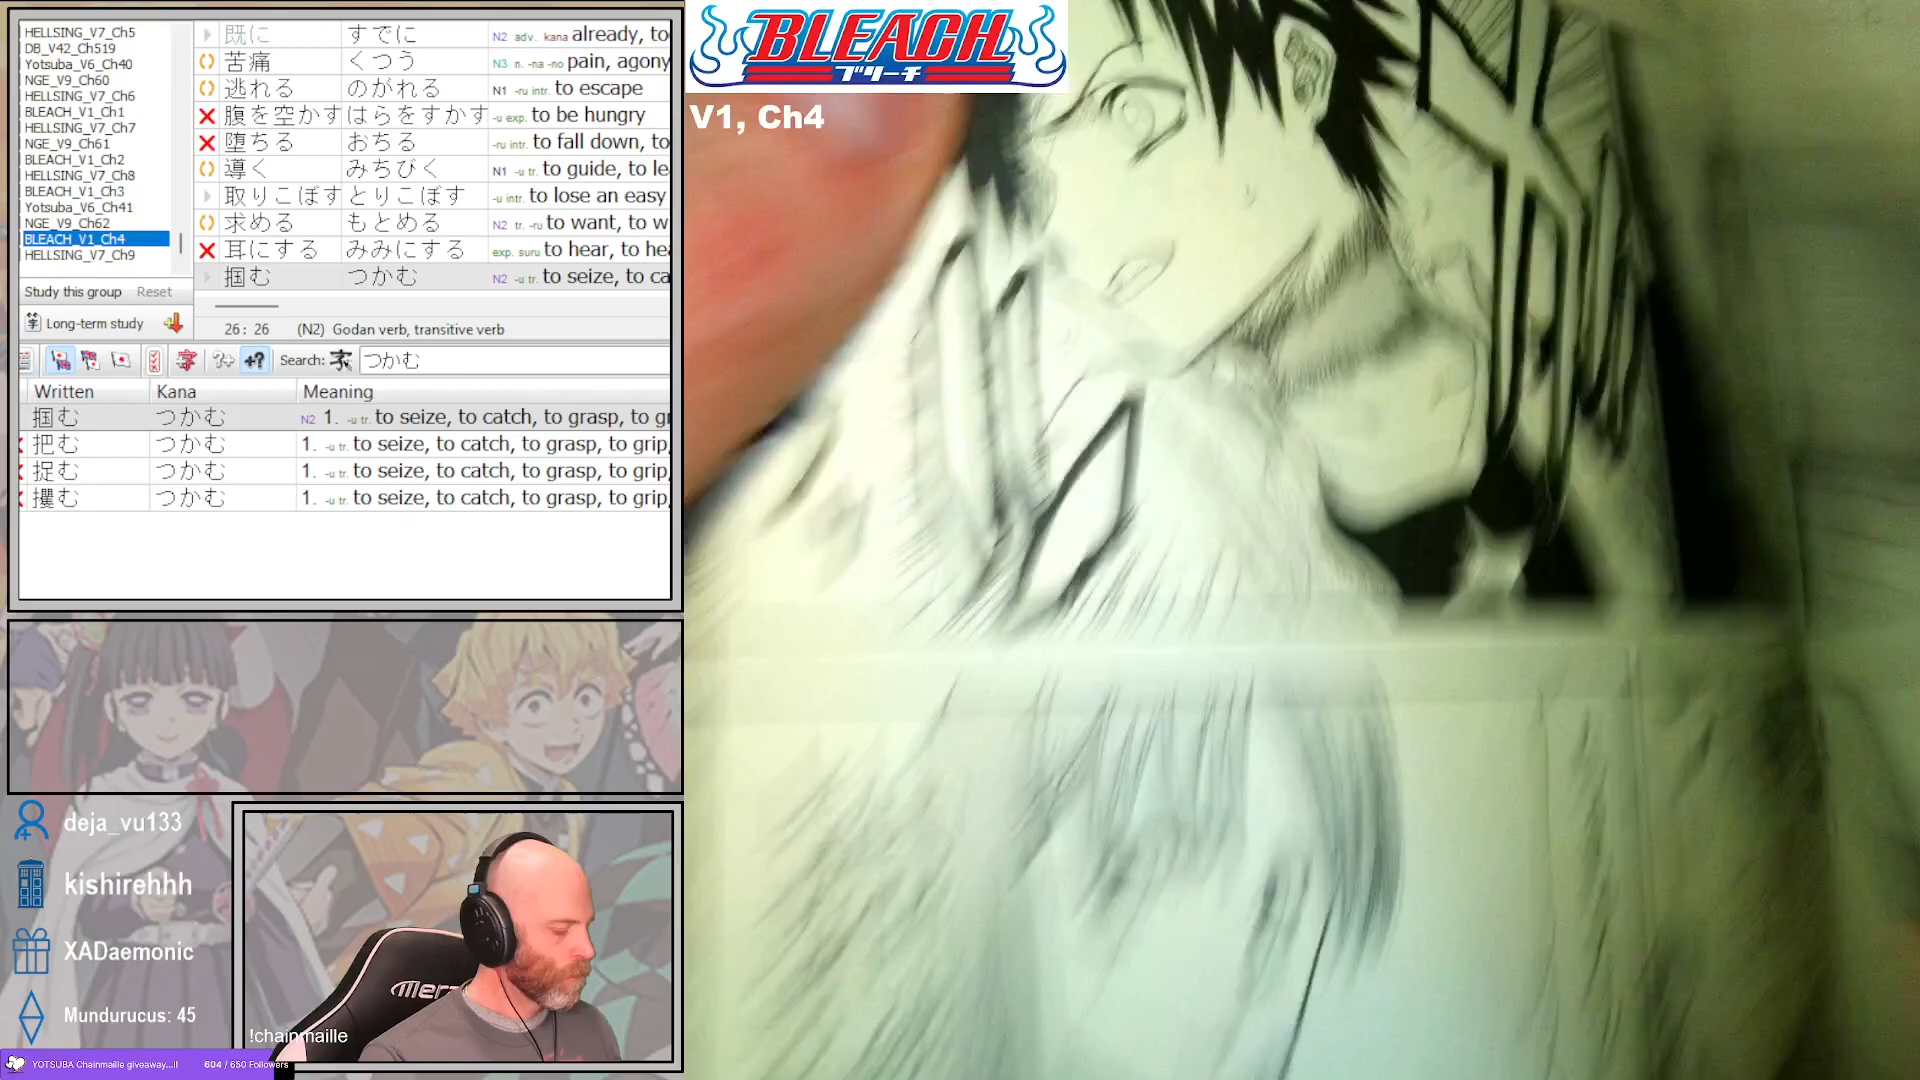 HELLSING_V7_Ch5
DB_V42_Ch519
Yotsuba_V6_Ch40
NGE_V9_Ch60
HELLSING_V7_Ch6
BLEACH_V1_Ch1
HELLSING_V7_Ch7
NGE_V9_Ch61
BLEACH_V1_Ch2
HELLSING_V7_Ch8
BLEACH_V1_Ch3
Yotsuba_V6_Ch41
NGE_V9_Ch62
BLEACH_V1_Ch4
HELLSING_V7_Ch9
Study this group Reset
字 Long-term study
既に すでに N2 adv. kana already, to
苦痛 くつう N3 n. -na -no pain, agony
逃れる のがれる N1 -ru intr. to escape
腹を空かす はらをすかす -u exp. to be hungry
堕ちる おちる -ru intr. to fall down, to
導く みちびく N1 -u tr. to guide, to le
取りこぼす とりこぼす -u intr. to lose an easy
求める もとめる N2 tr. -ru to want, to w
耳にする みみにする exp. suru to hear, to hea
掴む つかむ N2 -u tr. to seize, to ca
26: 26 (N2) Godan verb, transitive verb
Search: つかむ
Written Kana Meaning
掴む つかむ N2 1. -u tr. to seize, to catch, to grasp, to gr
把む つかむ 1. -u tr. to seize, to catch, to grasp, to grip,
捉む つかむ 1. -u tr. to seize, to catch, to grasp, to grip,
攫む つかむ 1. -u tr. to seize, to catch, to grasp, to grip,
BLEACH
ブリーチ
V1, Ch4
deja_vu133
kishirehhh
XADaemonic
Mundurucus: 45
!chainmaille
YOTSUBA Chainmaille giveaway...!! 604 / 650 Followers